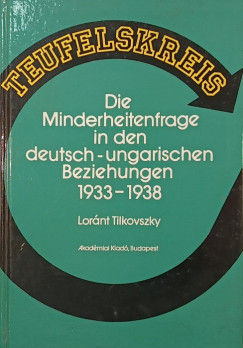 TEUFELSKREIS
Die
Minderheitenfrage
in den
deutsch-ungarischen
Beziehungen
1933-1938
Loránt Tilkovszky
Akadémiai Kiadó, Budapest